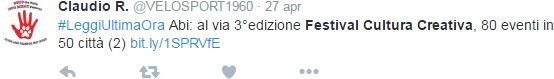 Claudio R. @VELOSPORT1960 · 27 apr
#LeggiUltimaOra Abi: al via 3°edizione Festival Cultura Creativa, 80 eventi in
50 città (2) bit.ly/1SPRVfE